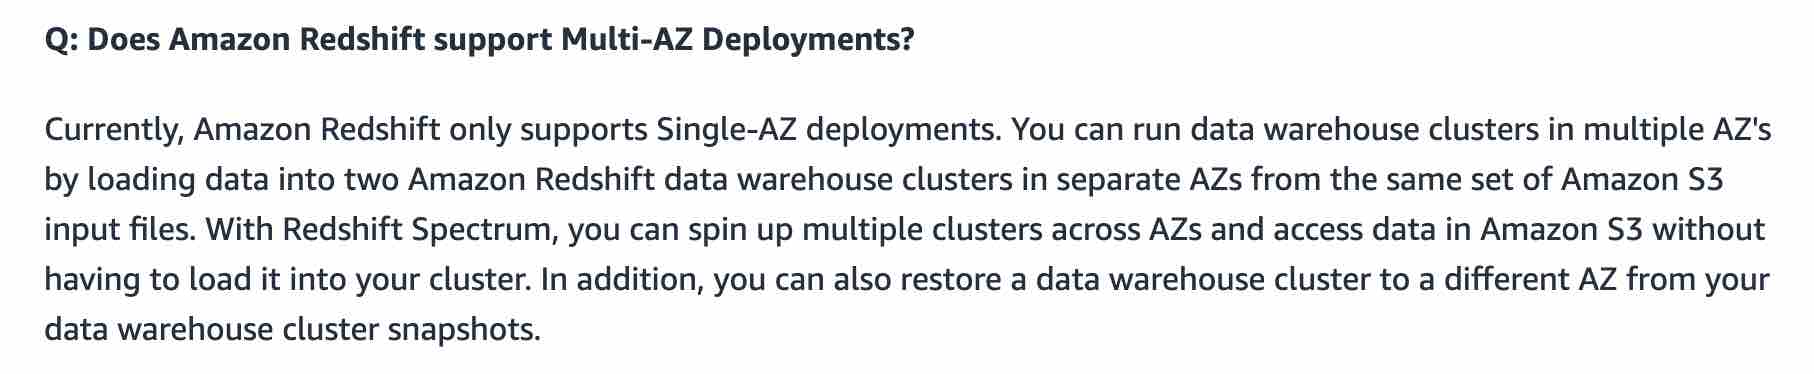 Q: Does Amazon Redshift support Multi-AZ Deployments?
Currently, Amazon Redshift only supports Single-AZ deployments. You can run data warehouse clusters in multiple AZ's
by loading data into two Amazon Redshift data warehouse clusters in separate AZs from the same set of Amazon S3
input files. With Redshift Spectrum, you can spin up multiple clusters across AZs and access data in Amazon S3 without
having to load it into your cluster. In addition, you can also restore a data warehouse cluster to a different AZ from your
data warehouse cluster snapshots.